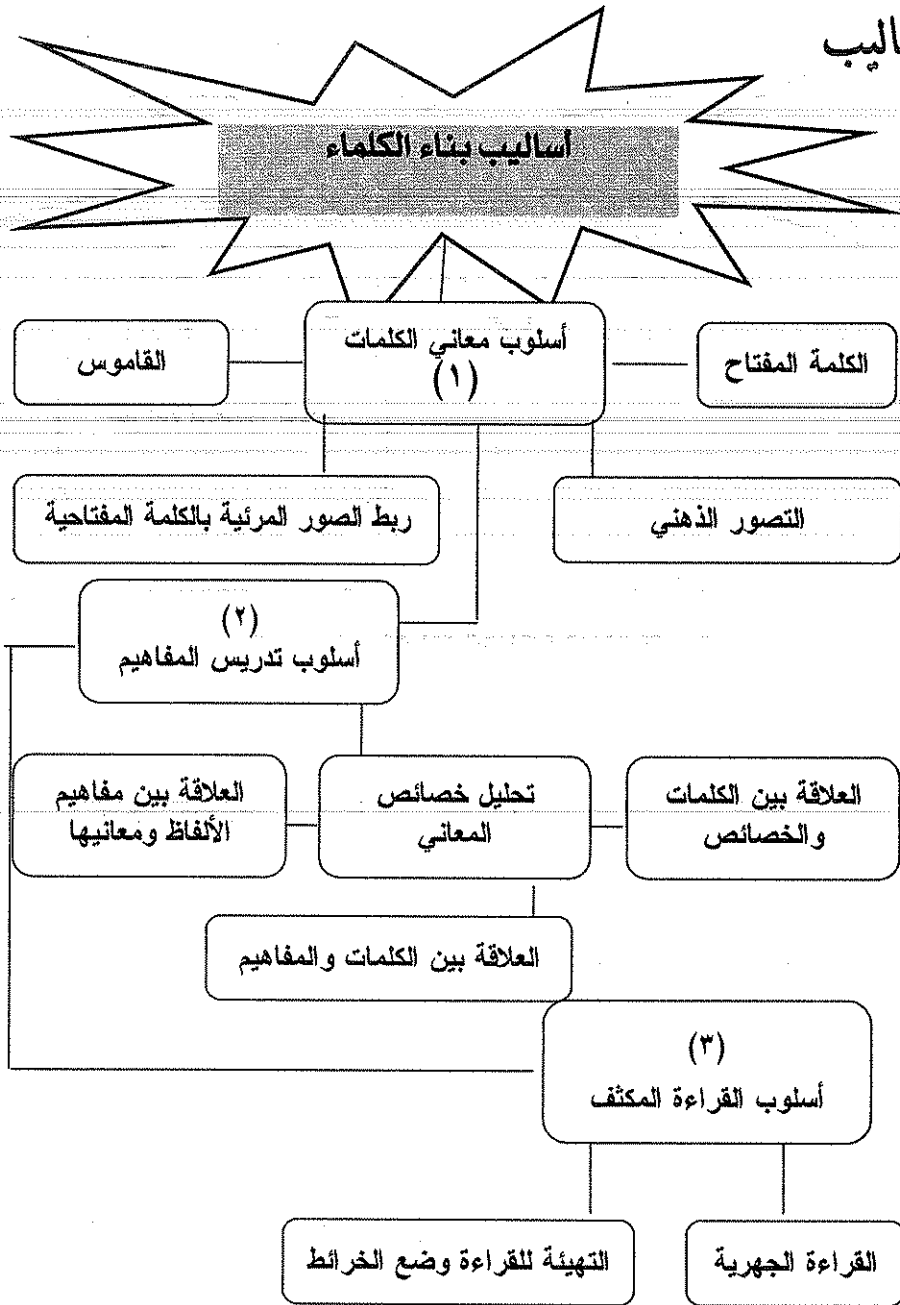 اليب
أساليب بناء الكلماء
أسلوب معاني الكلمات
(١)
الكلمة المفتاح
القاموس
التصور الذهني
ربط الصور المرئية بالكلمة المفتاحية
(٢)
أسلوب تدريس المفاهيم
العلاقة بين الكلمات
والخصائص
تحليل خصائص
المعاني
العلاقة بين مفاهيم
الألفاظ ومعانيها
العلاقة بين الكلمات والمفاهيم
(٣)
أسلوب القراءة المكثف
القراءة الجهرية
التهيئة للقراءة وضع الخرائط